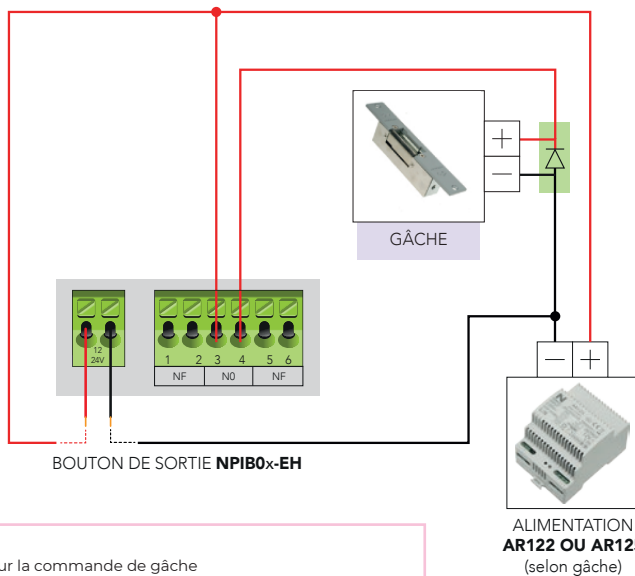 +
−
GÂCHE
12
24V
1 2 3 4 5 6
NF N0 NF
− +
BOUTON DE SORTIE NPIB0x-EH
ALIMENTATION
AR122 OU
(selon gâche)
la commande de gâche